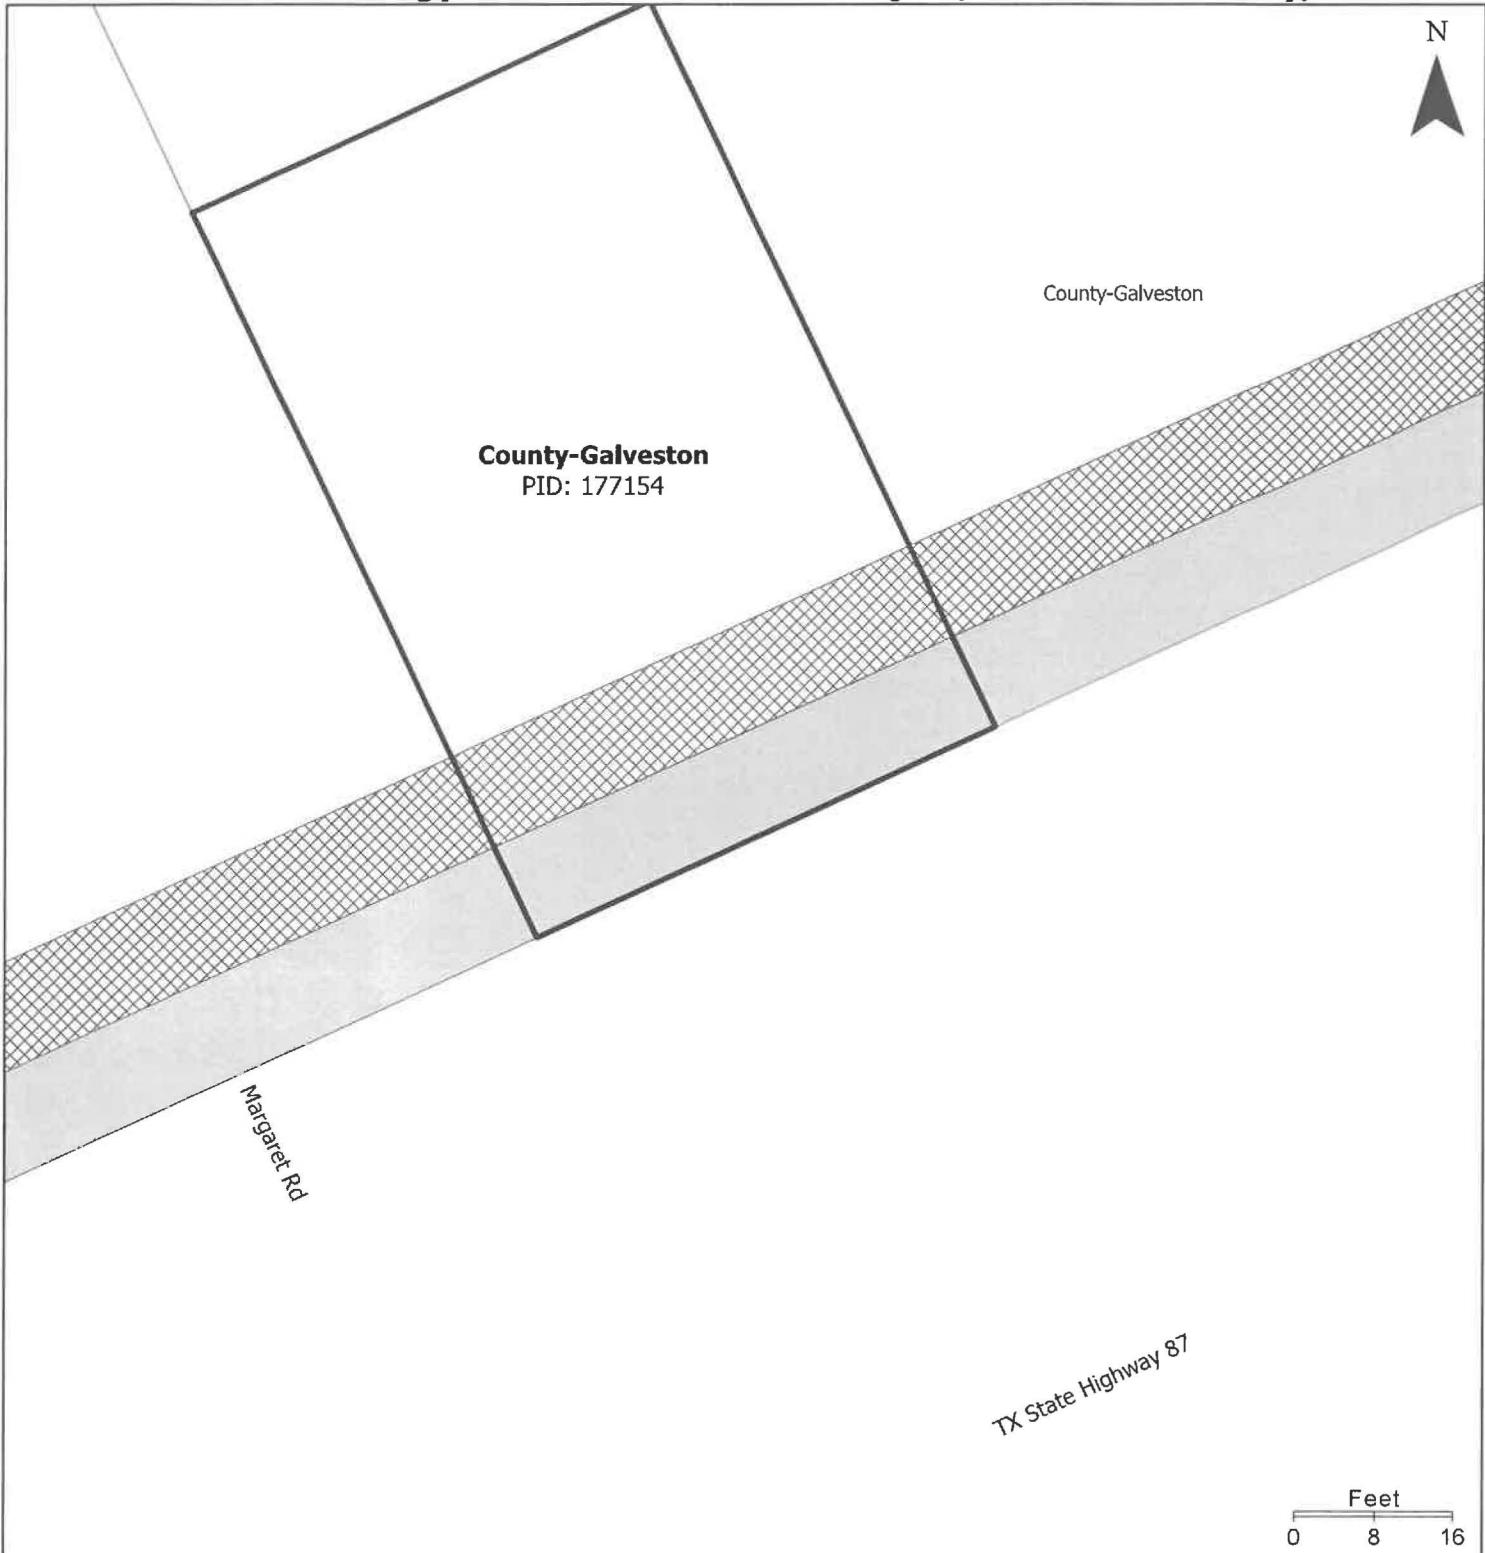 N
County-Galveston
County-Galveston
PID: 177154
Margaret Rd
TX State Highway 87
Feet
0 8 16